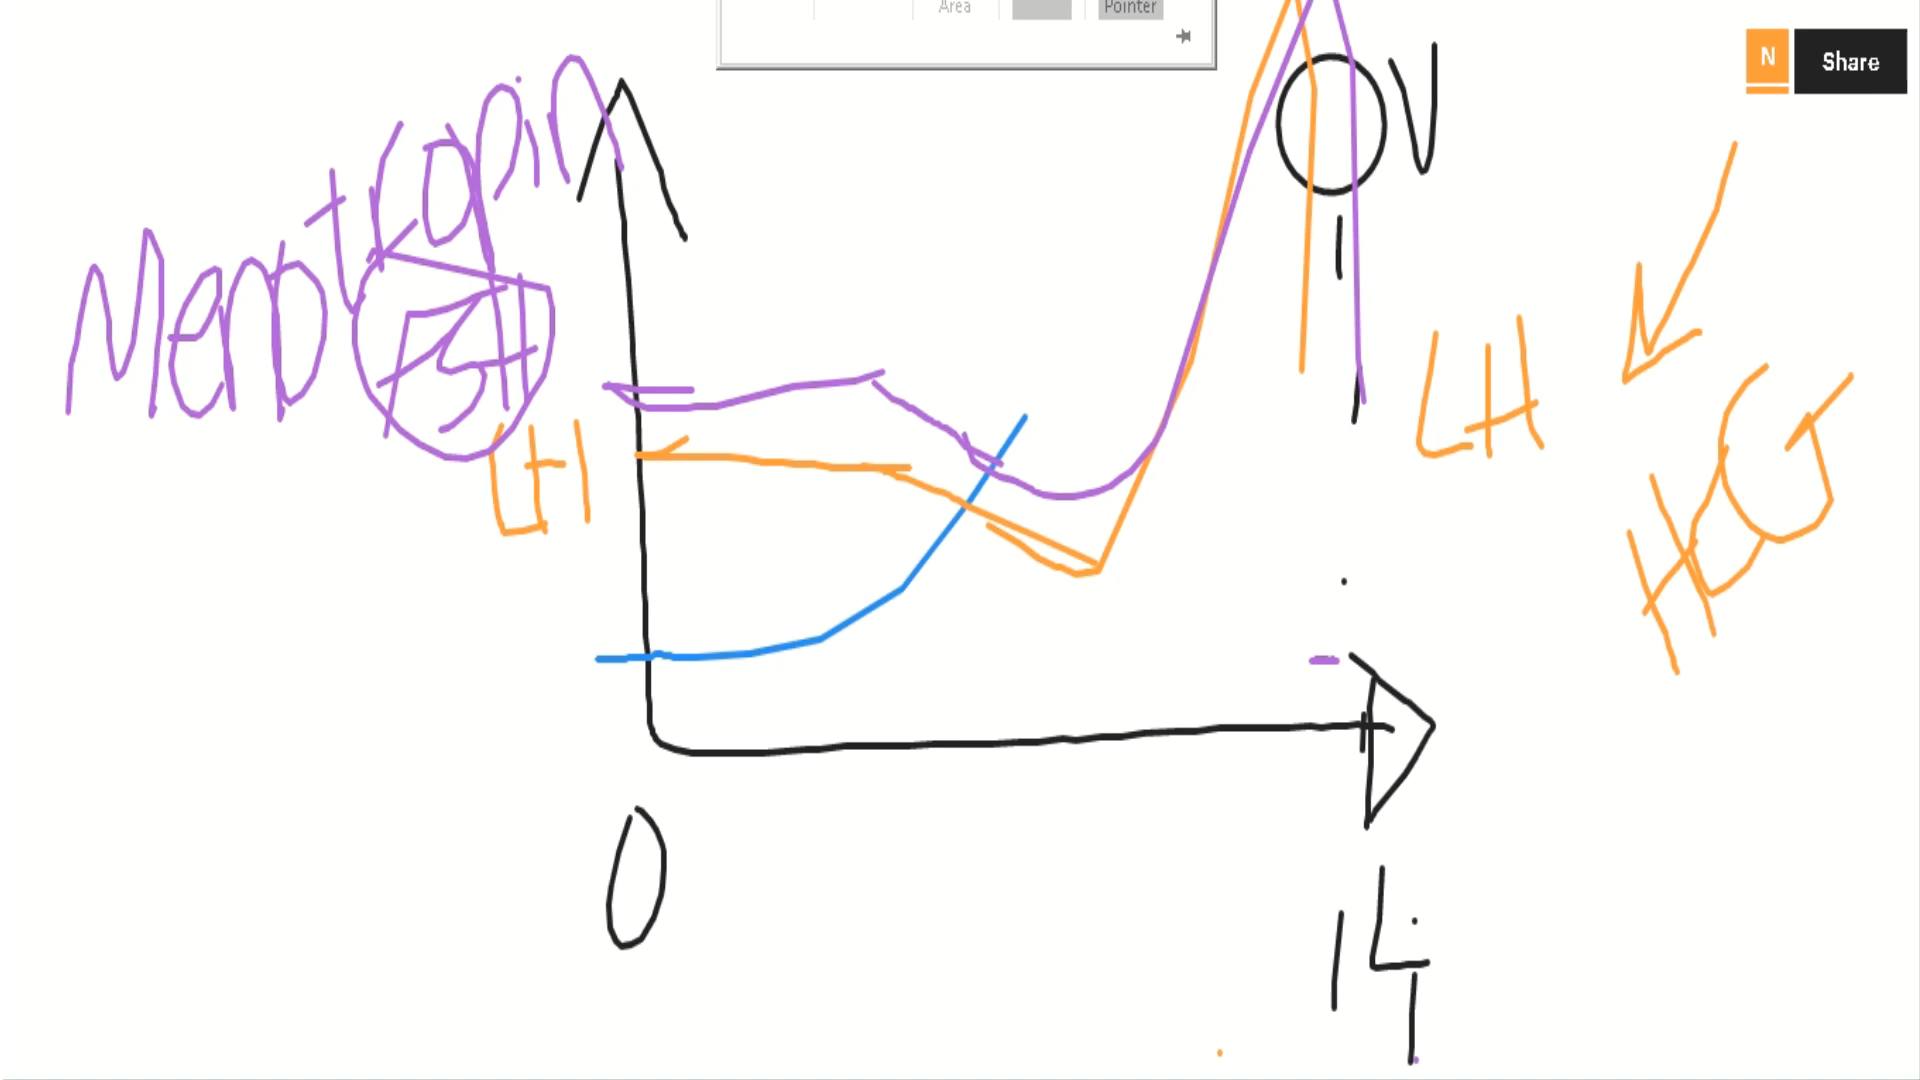 Area
Pointer
N
Share
OV
Menotropin
FSH
LH
LH
HCG
0
14